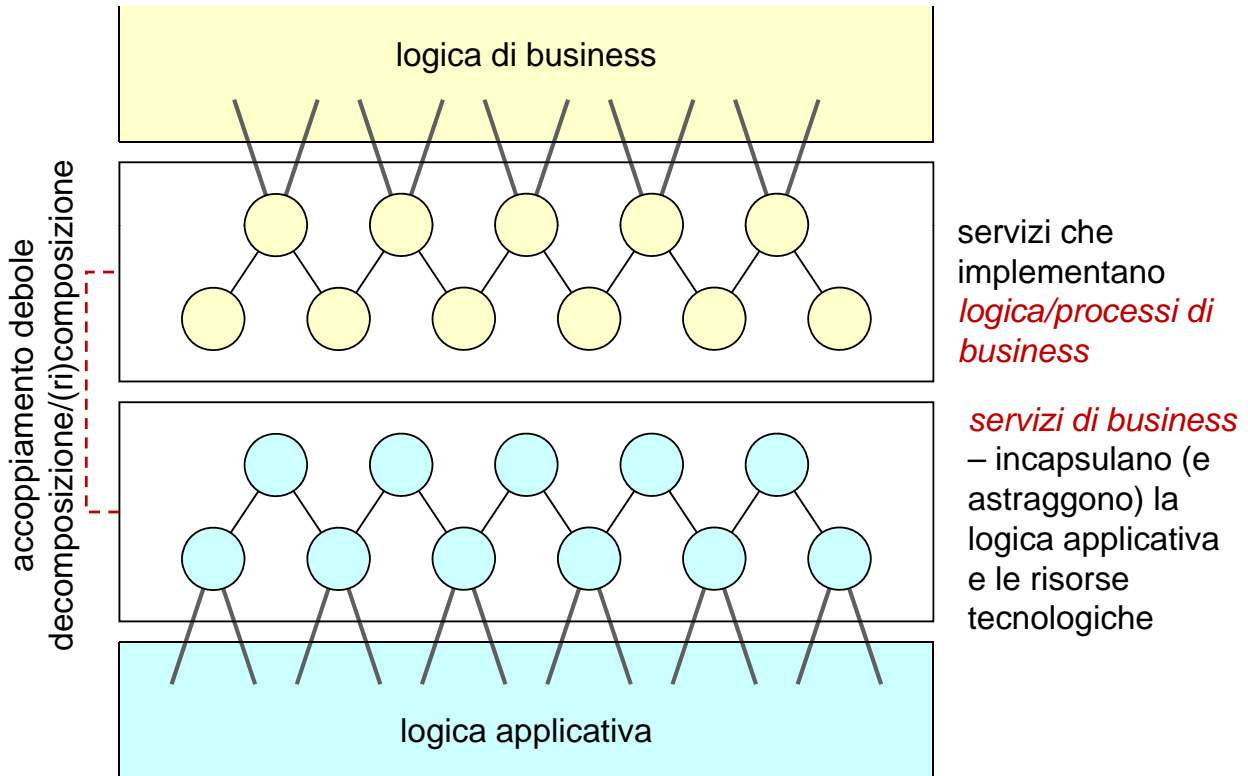 logica di business
accoppiamento debole
decomposizione/(ri)composizione
servizi che
implementano
logica/processi di
business
servizi di business
– incapsulano (e
astraggono) la
logica applicativa
e le risorse
tecnologiche
logica applicativa